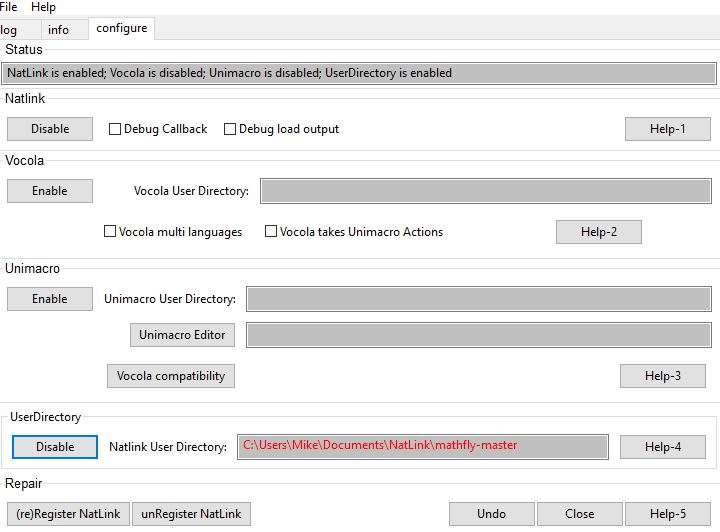 File Help
log info configure
Status
NatLink is enabled; Vocola is disabled; Unimacro is disabled; UserDirectory is enabled
Natlink
Disable Debug Callback Debug load output Help-1
Vocola
Enable Vocola User Directory:
Vocola multi languages Vocola takes Unimacro Actions Help-2
Unimacro
Enable Unimacro User Directory:
Unimacro Editor
Vocola compatibility Help-3
UserDirectory
Disable Natlink User Directory: C:\Users\Mike\Documents\NatLink\mathfly-master Help-4
Repair
(re)Register NatLink unRegister NatLink Undo Close Help-5